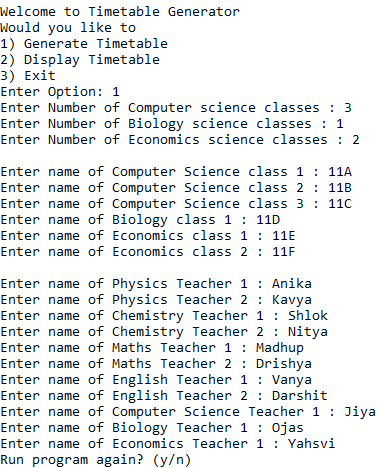 Welcome to Timetable Generator
Would you like to
1) Generate Timetable
2) Display Timetable
3) Exit
Enter Option: 1
Enter Number of Computer science classes : 3
Enter Number of Biology science classes : 1
Enter Number of Economics science classes : 2
Enter name of Computer Science class 1 : 11A
Enter name of Computer Science class 2 : 11B
Enter name of Computer Science class 3 : 11C
Enter name of Biology class 1 : 11D
Enter name of Economics class 1 : 11E
Enter name of Economics class 2 : 11F
Enter name of Physics Teacher 1 : Anika
Enter name of Physics Teacher 2 : Kavya
Enter name of Chemistry Teacher 1 : Shlok
Enter name of Chemistry Teacher 2 : Nitya
Enter name of Maths Teacher 1 : Madhup
Enter name of Maths Teacher 2 : Drishya
Enter name of English Teacher 1 : Vanya
Enter name of English Teacher 2 : Darshit
Enter name of Computer Science Teacher 1 : Jiya
Enter name of Biology Teacher 1 : Ojas
Enter name of Economics Teacher 1 : Yahsvi
Run program again? (y/n)